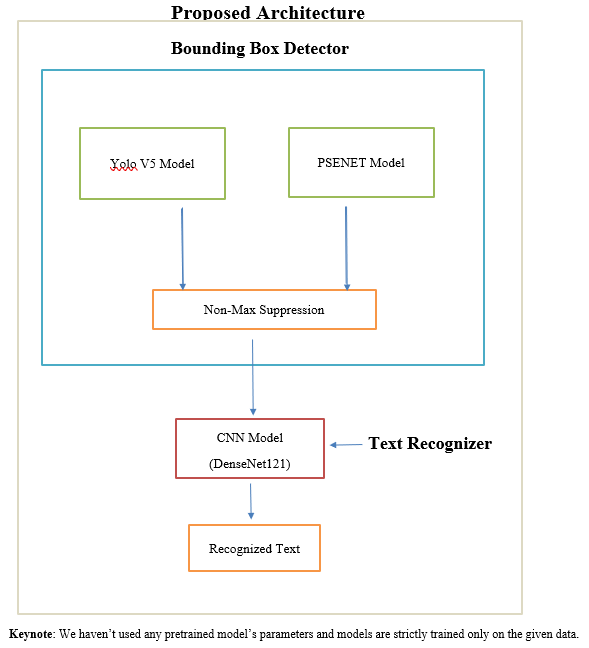 Proposed Architecture
Bounding Box Detector
Yolo V5 Model
PSENET Model
Non-Max Suppression
CNN Model
(DenseNet121)
Text Recognizer
Recognized Text
Keynote: We haven’t used any pretrained model’s parameters and models are strictly trained only on the given data.